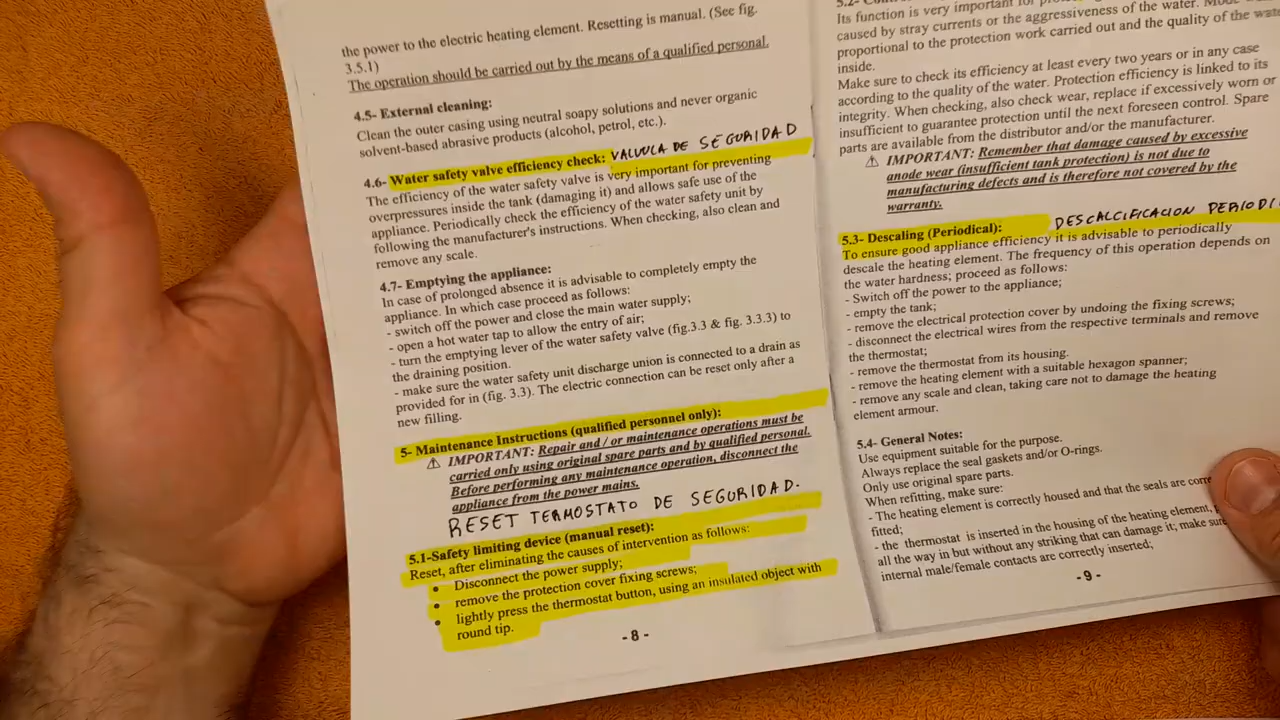 the power to the electric heating element. Resetting is manual. (See fig.
3.5.1)
The operation should be carried out by the means of a qualified personal.
4.5- External cleaning:
Clean the outer casing using neutral soapy solutions and never organic
solvent-based abrasive products (alcohol, petrol, etc.).
4.6- Water safety valve efficiency check: VALVULA DE SEGURIDAD
The efficiency of the water safety valve is very important for preventing
overpressures inside the tank (damaging it) and allows safe use of the
appliance. Periodically check the efficiency of the water safety unit by
following the manufacturer's instructions. When checking, also clean and
remove any scale.
4.7- Emptying the appliance:
In case of prolonged absence it is advisable to completely empty the
appliance. In which case proceed as follows:
- switch off the power and close the main water supply;
- open a hot water tap to allow the entry of air;
- turn the emptying lever of the water safety valve (fig.3.3 & fig. 3.3.3) to
the draining position.
- make sure the water safety unit discharge union is connected to a drain as
provided for in (fig. 3.3). The electric connection can be reset only after a
new filling.
5- Maintenance Instructions (qualified personnel only):
⚠ IMPORTANT: Repair and / or maintenance operations must be
carried only using original spare parts and by qualified personal.
Before performing any maintenance operation, disconnect the
appliance from the power mains.
RESET TERMOSTATO DE SEGURIDAD.
5.1-Safety limiting device (manual reset):
Reset, after eliminating the causes of intervention as follows:
• Disconnect the power supply;
• remove the protection cover fixing screws;
• lightly press the thermostat button, using an insulated object with
round tip.
- 8 -
Its function is very important for
caused by stray currents or the aggressiveness of the water.
proportional to the protection work carried out and the quality of the
inside.
Make sure to check its efficiency at least every two years or in any case
according to the quality of the water. Protection efficiency is linked to its
integrity. When checking, also check wear, replace if excessively worn or
insufficient to guarantee protection until the next foreseen control. Spare
parts are available from the distributor and/or the manufacturer.
⚠ IMPORTANT: Remember that damage caused by excessive
anode wear (insufficient tank protection) is not due to
manufacturing defects and is therefore not covered by the
warranty.
DESCALCIFICACION PERIODI
5.3- Descaling (Periodical):
To ensure good appliance efficiency it is advisable to periodically
descale the heating element. The frequency of this operation depends on
the water hardness; proceed as follows:
- Switch off the power to the appliance;
- empty the tank;
- remove the electrical protection cover by undoing the fixing screws;
- disconnect the electrical wires from the respective terminals and remove
the thermostat;
- remove the thermostat from its housing.
- remove the heating element with a suitable hexagon spanner;
- remove any scale and clean, taking care not to damage the heating
element armour.
5.4- General Notes:
Use equipment suitable for the purpose.
Always replace the seal gaskets and/or O-rings.
Only use original spare parts.
When refitting, make sure:
- The heating element is correctly housed and that the seals are corre
fitted;
- the thermostat is inserted in the housing of the heating element,
all the way in but without any striking that can damage it; make sure
internal male/female contacts are correctly inserted;
- 9 -